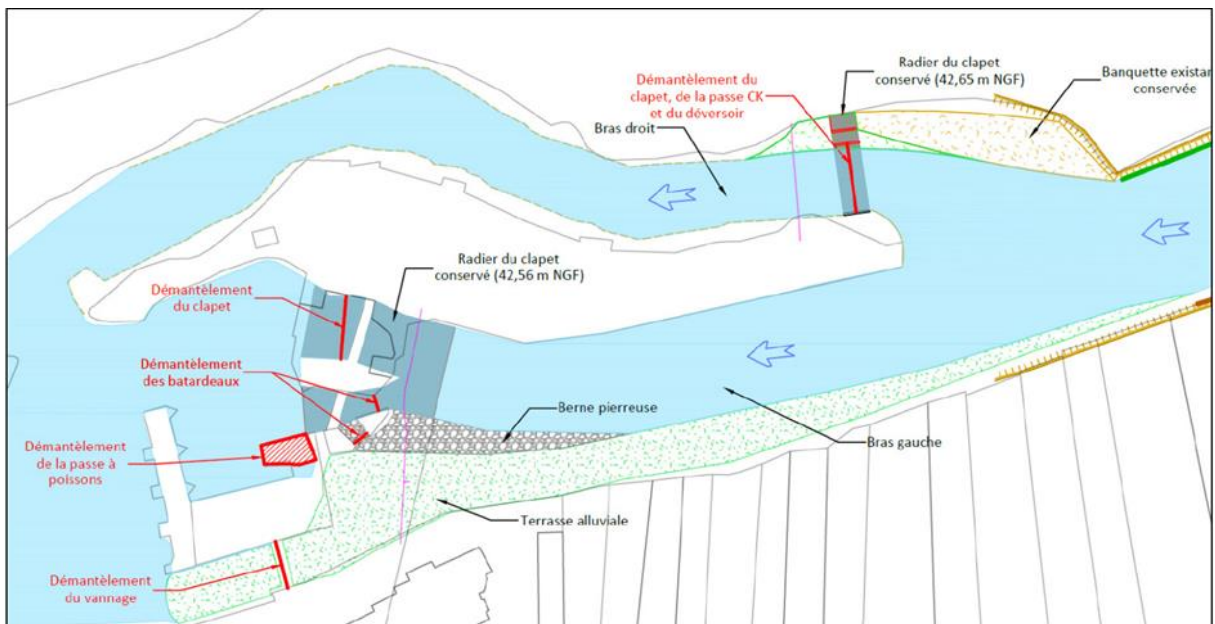 Radier du clapet
conservé (42,65 m NGF)
Démantèlement du
clapet, de la passe CK
et du déversoir
Banquette existan
conservée
Bras droit
Radier du clapet
conservé (42,56 m NGF)
Démantèlement
du clapet
Démantèlement
des batardeaux
Berne pierreuse
Bras gauche
Démantèlement
de la passe à
poissons
Terrasse alluviale
Démantèlement
du vannage